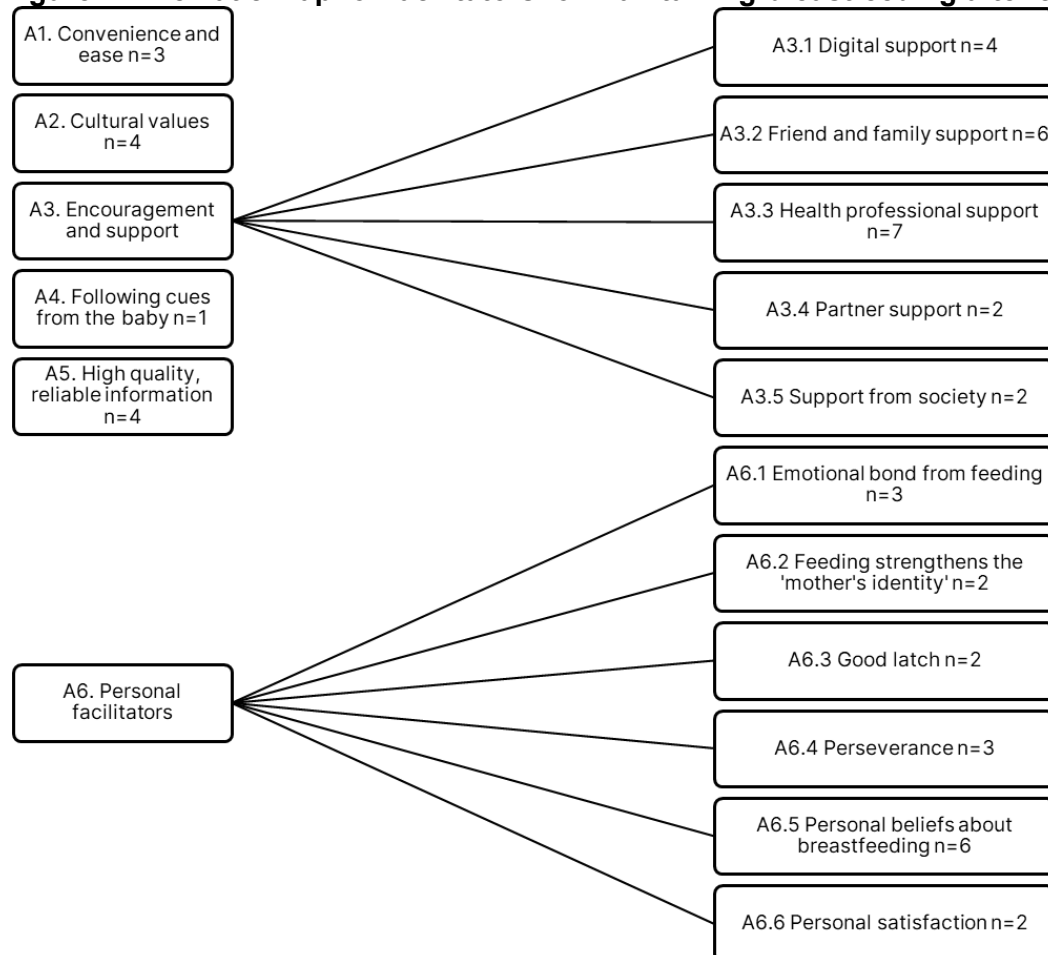 A1. Convenience and
ease n=3
A2. Cultural values
n=4
A3. Encouragement
and support
A4. Following cues
from the baby n=1
A5. High quality,
reliable information
n=4
A6. Personal
facilitators
A3.1 Digital support n=4
A3.2 Friend and family support n=6
A3.3 Health professional support
n=7
A3.4 Partner support n=2
A3.5 Support from society n=2
A6.1 Emotional bond from feeding
n=3
A6.2 Feeding strengthens the
'mother's identity' n=2
A6.3 Good latch n=2
A6.4 Perseverance n=3
A6.5 Personal beliefs about
breastfeeding n=6
A6.6 Personal satisfaction n=2